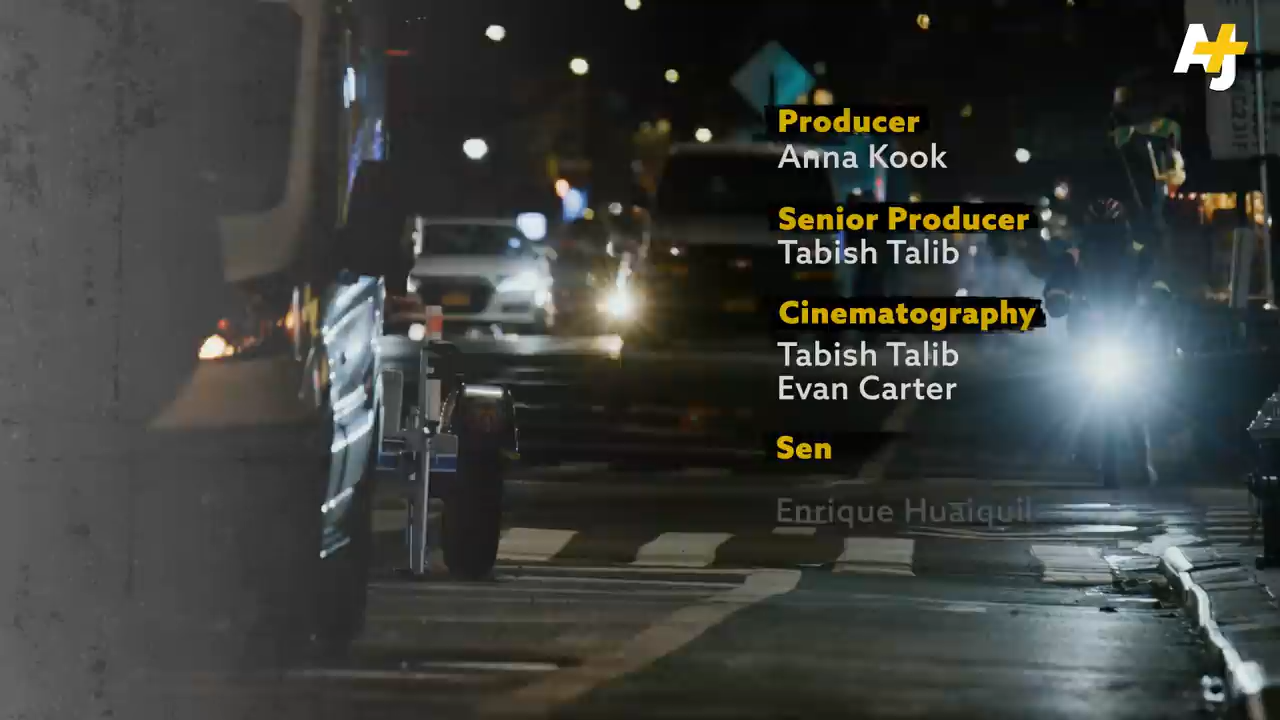 AJ+
Producer
Anna Kook
Senior Producer
Tabish Talib
Cinematography
Tabish Talib
Evan Carter
Sen
Enrique Huaiquil